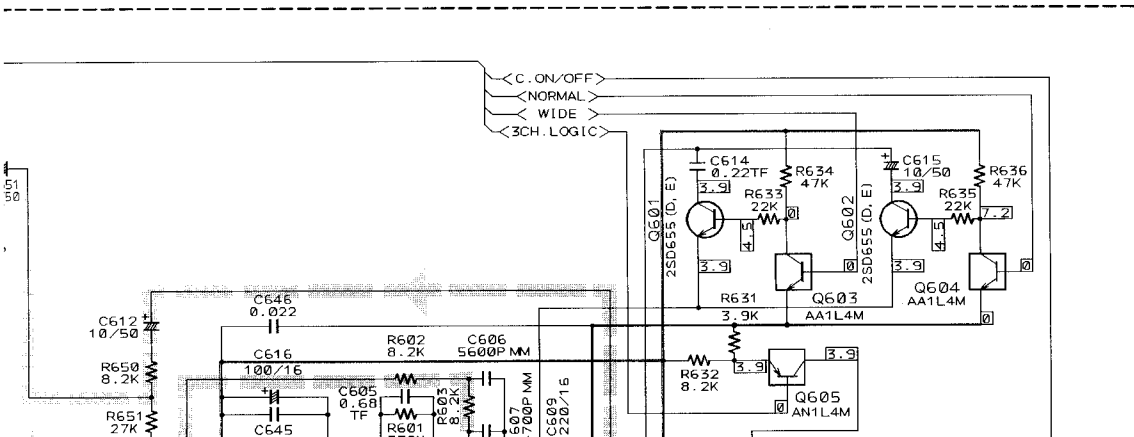 C.ON/OFF
NORMAL
WIDE
3CH.LOGIC
51
50
C614
0.22TF
3.9
R634
47K
C615
10/50
3.9
R636
47K
R633
22K
0
R635
22K
7.2
Q601
2SD655 (D, E)
4.5
Q602
2SD655 (D, E)
4.5
3.9
0
3.9
0
Q603
AA1L4M
Q604
AA1L4M
0
C646
0.022
R631
3.9K
C612
10/50
R602
8.2K
C606
5600P MM
C616
100/16
R650
8.2K
R632
8.2K
3.9
3.9
C605
0.68
TF
R603
8.2K
607
700P MM
C609
220/16
Q605
AN1L4M
0
R651
27K
C645
R601